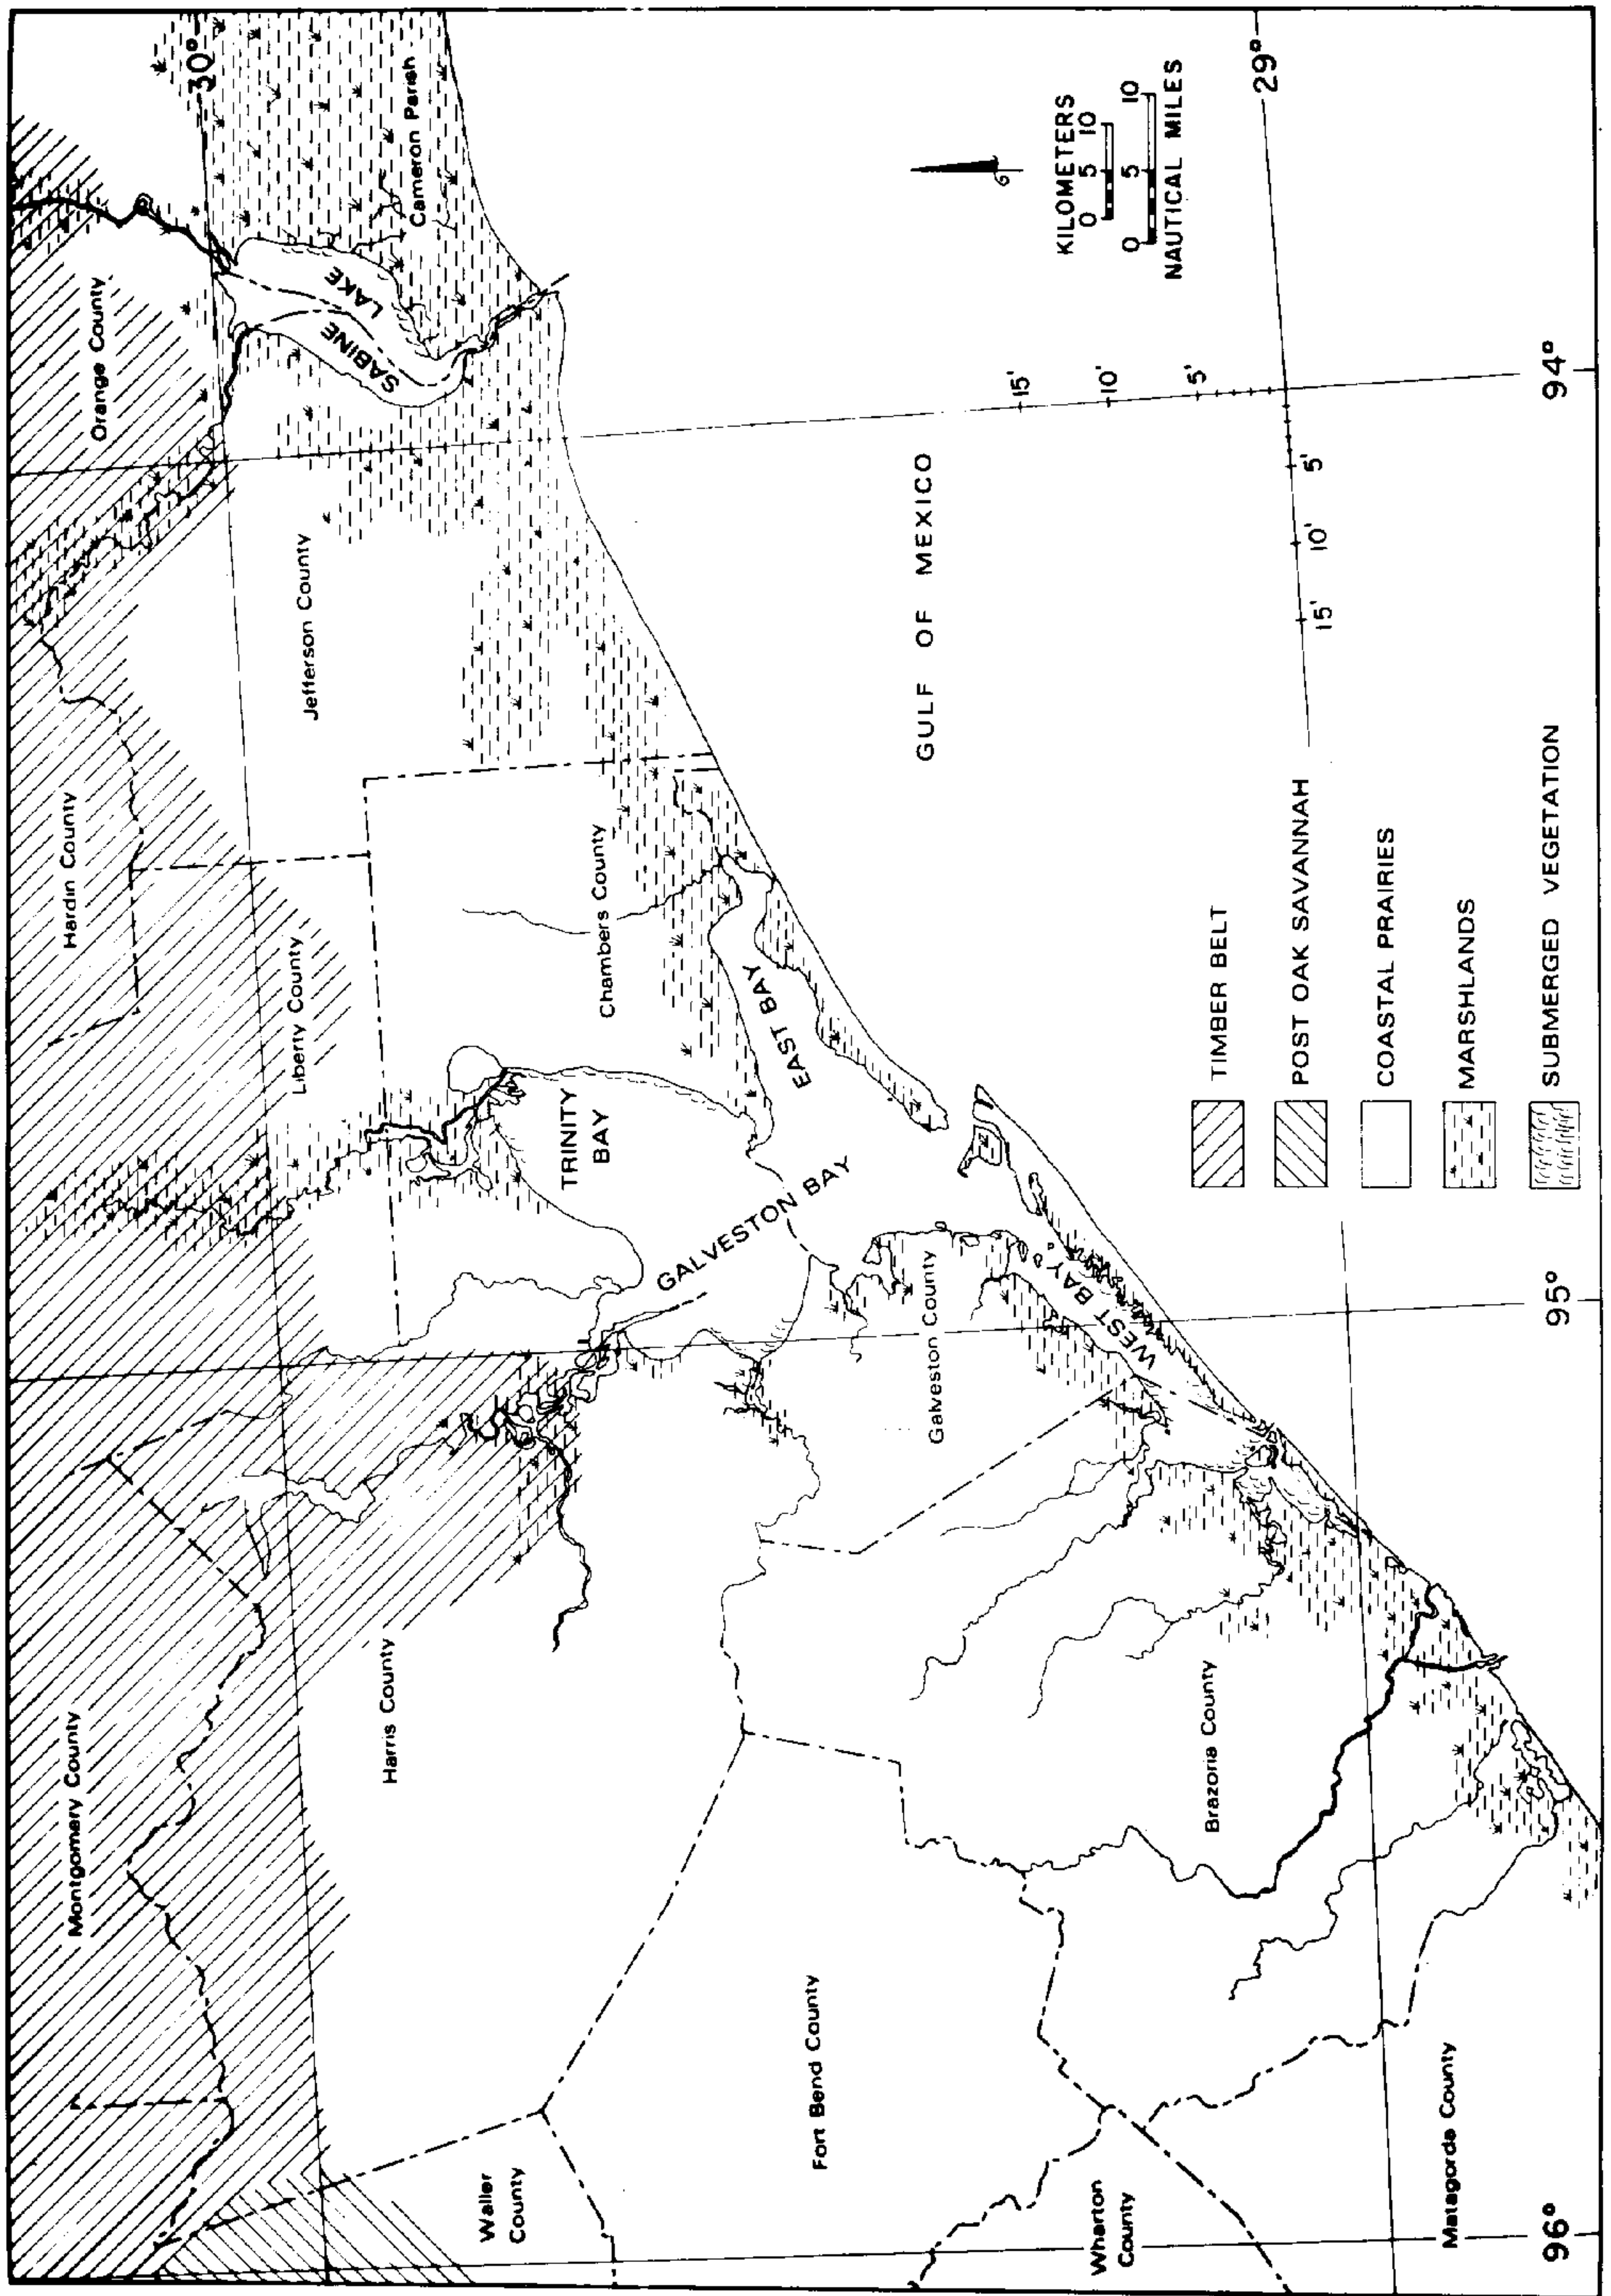 Montgomery County
Hardin County
Orange County
30°
Liberty County
Jefferson County
Harris County
SABINE
LAKE
Cameron Parish
Waller
County
TRINITY
BAY
Chambers County
GALVESTON BAY
EAST BAY
Fort Bend County
Galveston County
GULF OF MEXICO
WEST BAY
15'
10'
5'
KILOMETERS
0 5 10
0 5 10
NAUTICAL MILES
Wharton
County
Brazoria County
29°
5'
10'
15'
TIMBER BELT
POST OAK SAVANNAH
COASTAL PRAIRIES
MARSHLANDS
SUBMERGED VEGETATION
Matagorda County
96°
95°
94°